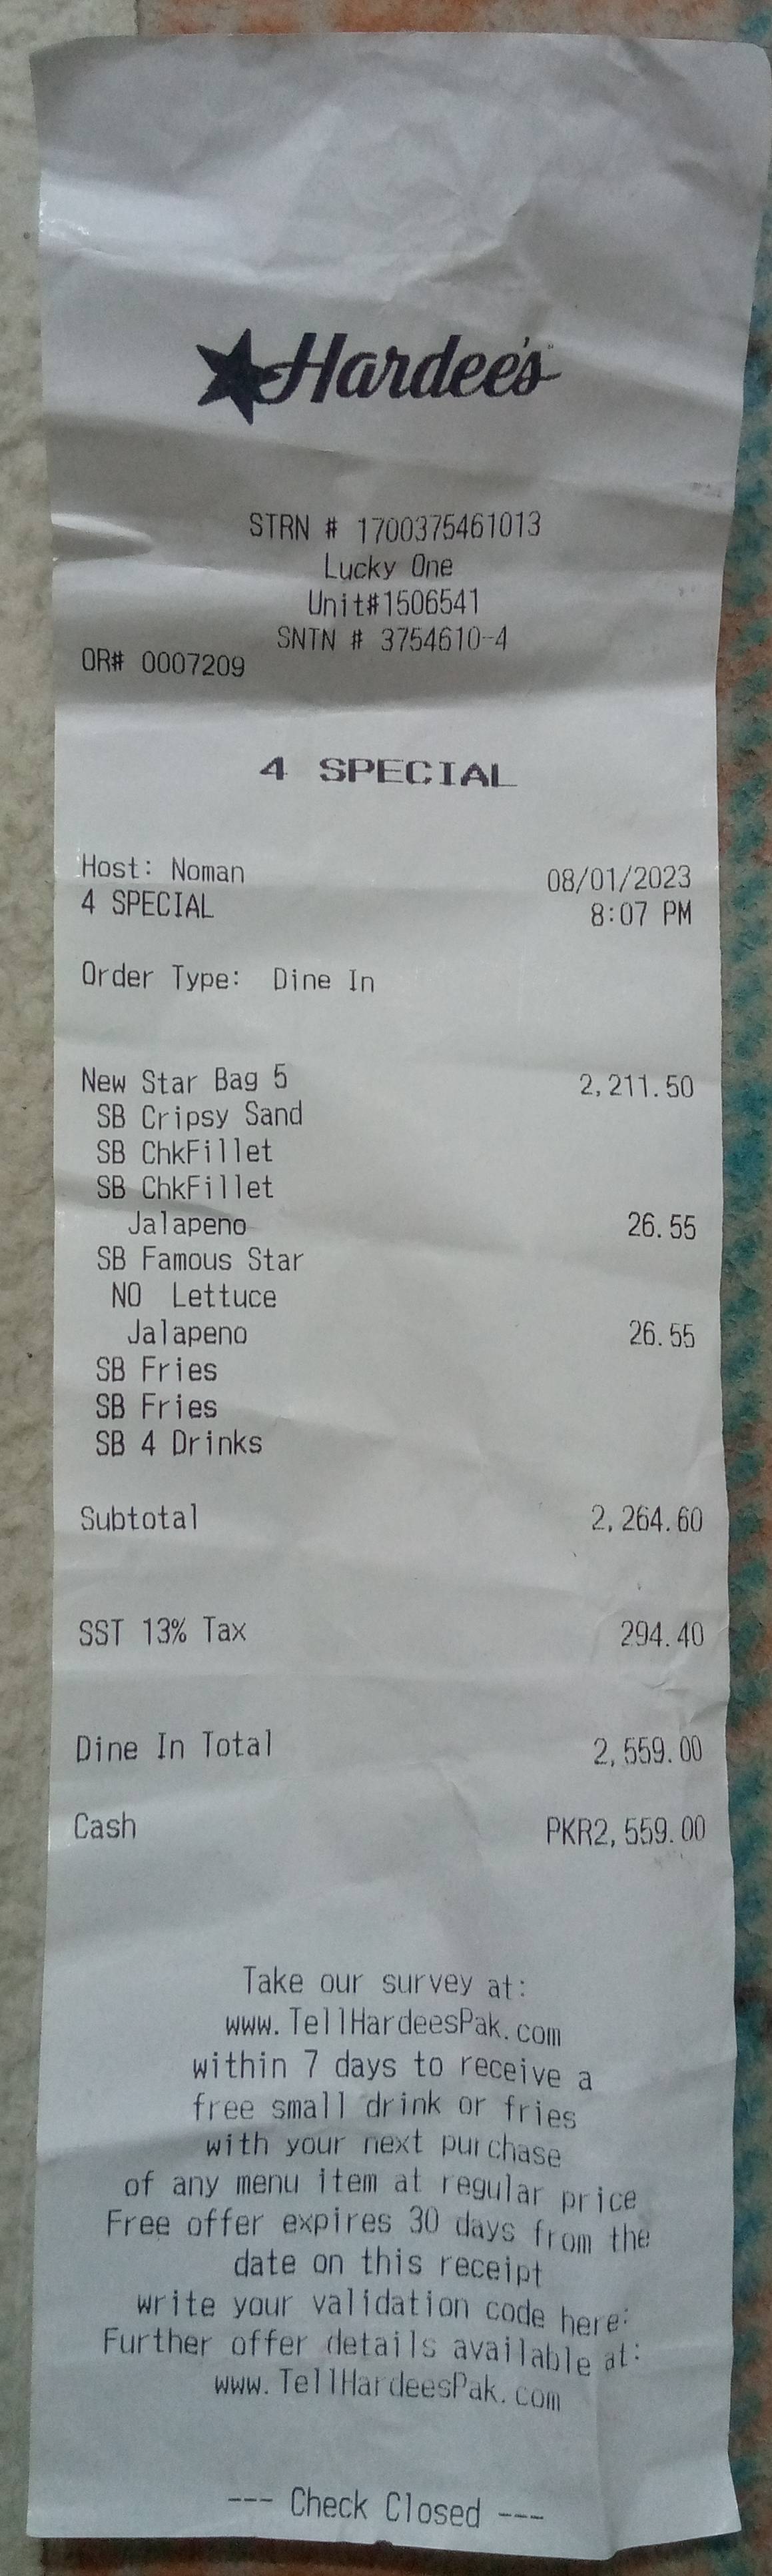 Hardee's
STRN # 1700375461013
Lucky One
Unit#1506541
SNTN # 3754610-4
OR# 0007209
4 SPECIAL
Host: Noman 08/01/2023
4 SPECIAL 8:07 PM
Order Type: Dine In
New Star Bag 5 2,211.50
SB Cripsy Sand
SB ChkFillet
SB ChkFillet
Jalapeno 26.55
SB Famous Star
NO Lettuce
Jalapeno 26.55
SB Fries
SB Fries
SB 4 Drinks
Subtotal 2,264.60
SST 13% Tax 294.40
Dine In Total 2,559.00
Cash PKR2,559.00
Take our survey at:
www.TellHardeesPak.com
within 7 days to receive a
free small drink or fries
with your next purchase
of any menu item at regular price
Free offer expires 30 days from the
date on this receipt
write your validation code here:
Further offer details available at:
www.TellHardeesPak.com
--- Check Closed ---